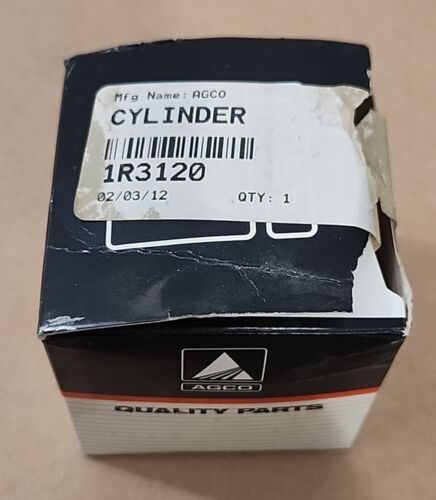 Mfg Name: AGCO
CYLINDER
1R3120
02/03/12 QTY: 1
AGCO
QUALITY PARTS